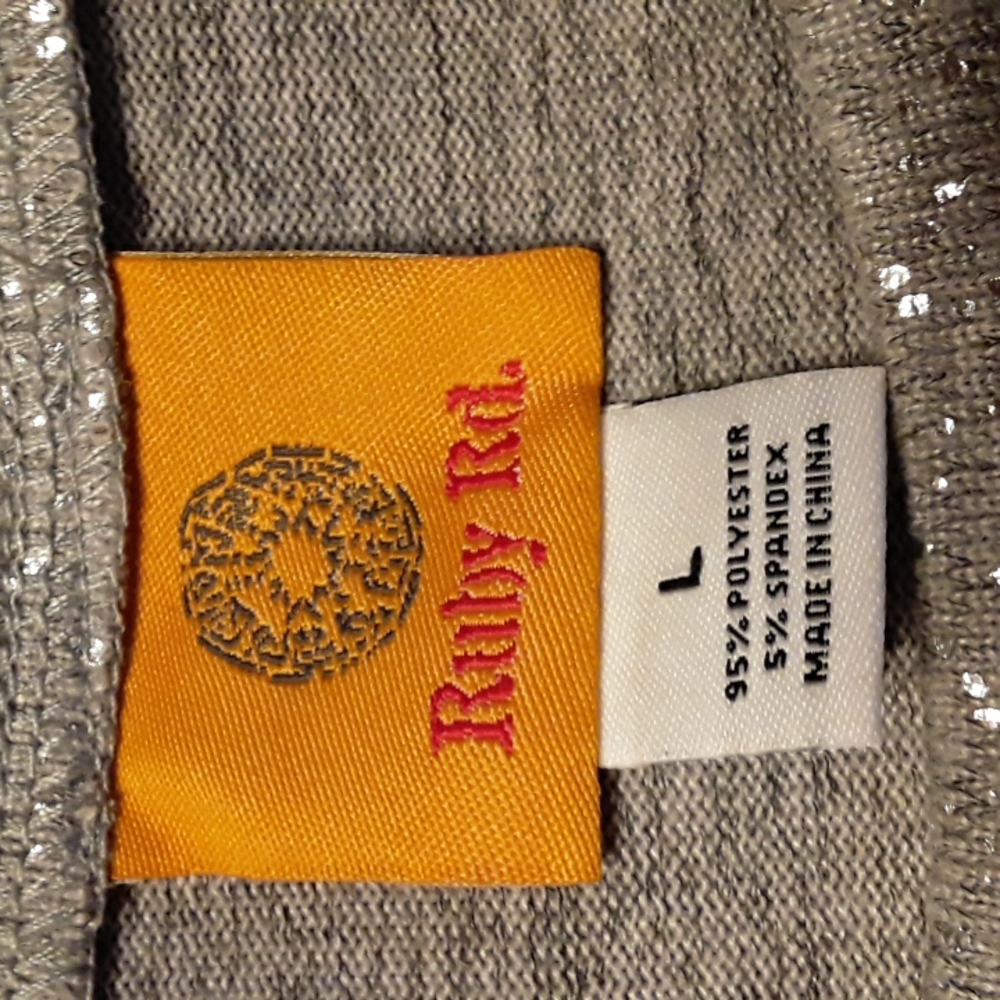 Ruby Rd.
L
95% POLYESTER
5% SPANDEX
MADE IN CHINA